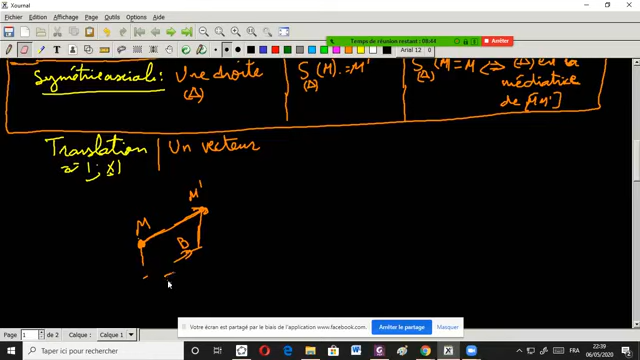 Xournal
Fichier Édition Affichage Journal Outils Options Aide
Temps de réunion restant : 08:44 Arrêter
Arial 12
Symétrie axiale: Une droite (Δ)
S(Δ) (M) = M'
S(Δ) (M = M' <=> (Δ) est la médiatrice de [MM']
Translation Un vecteur
M'
M
B
Votre écran est partagé par le biais de l'application www.facebook.com. Arrêter le partage Masquer
Page 1 de 2 Calque : Calque 1
Taper ici pour rechercher
FRA 22:39
06/05/2020